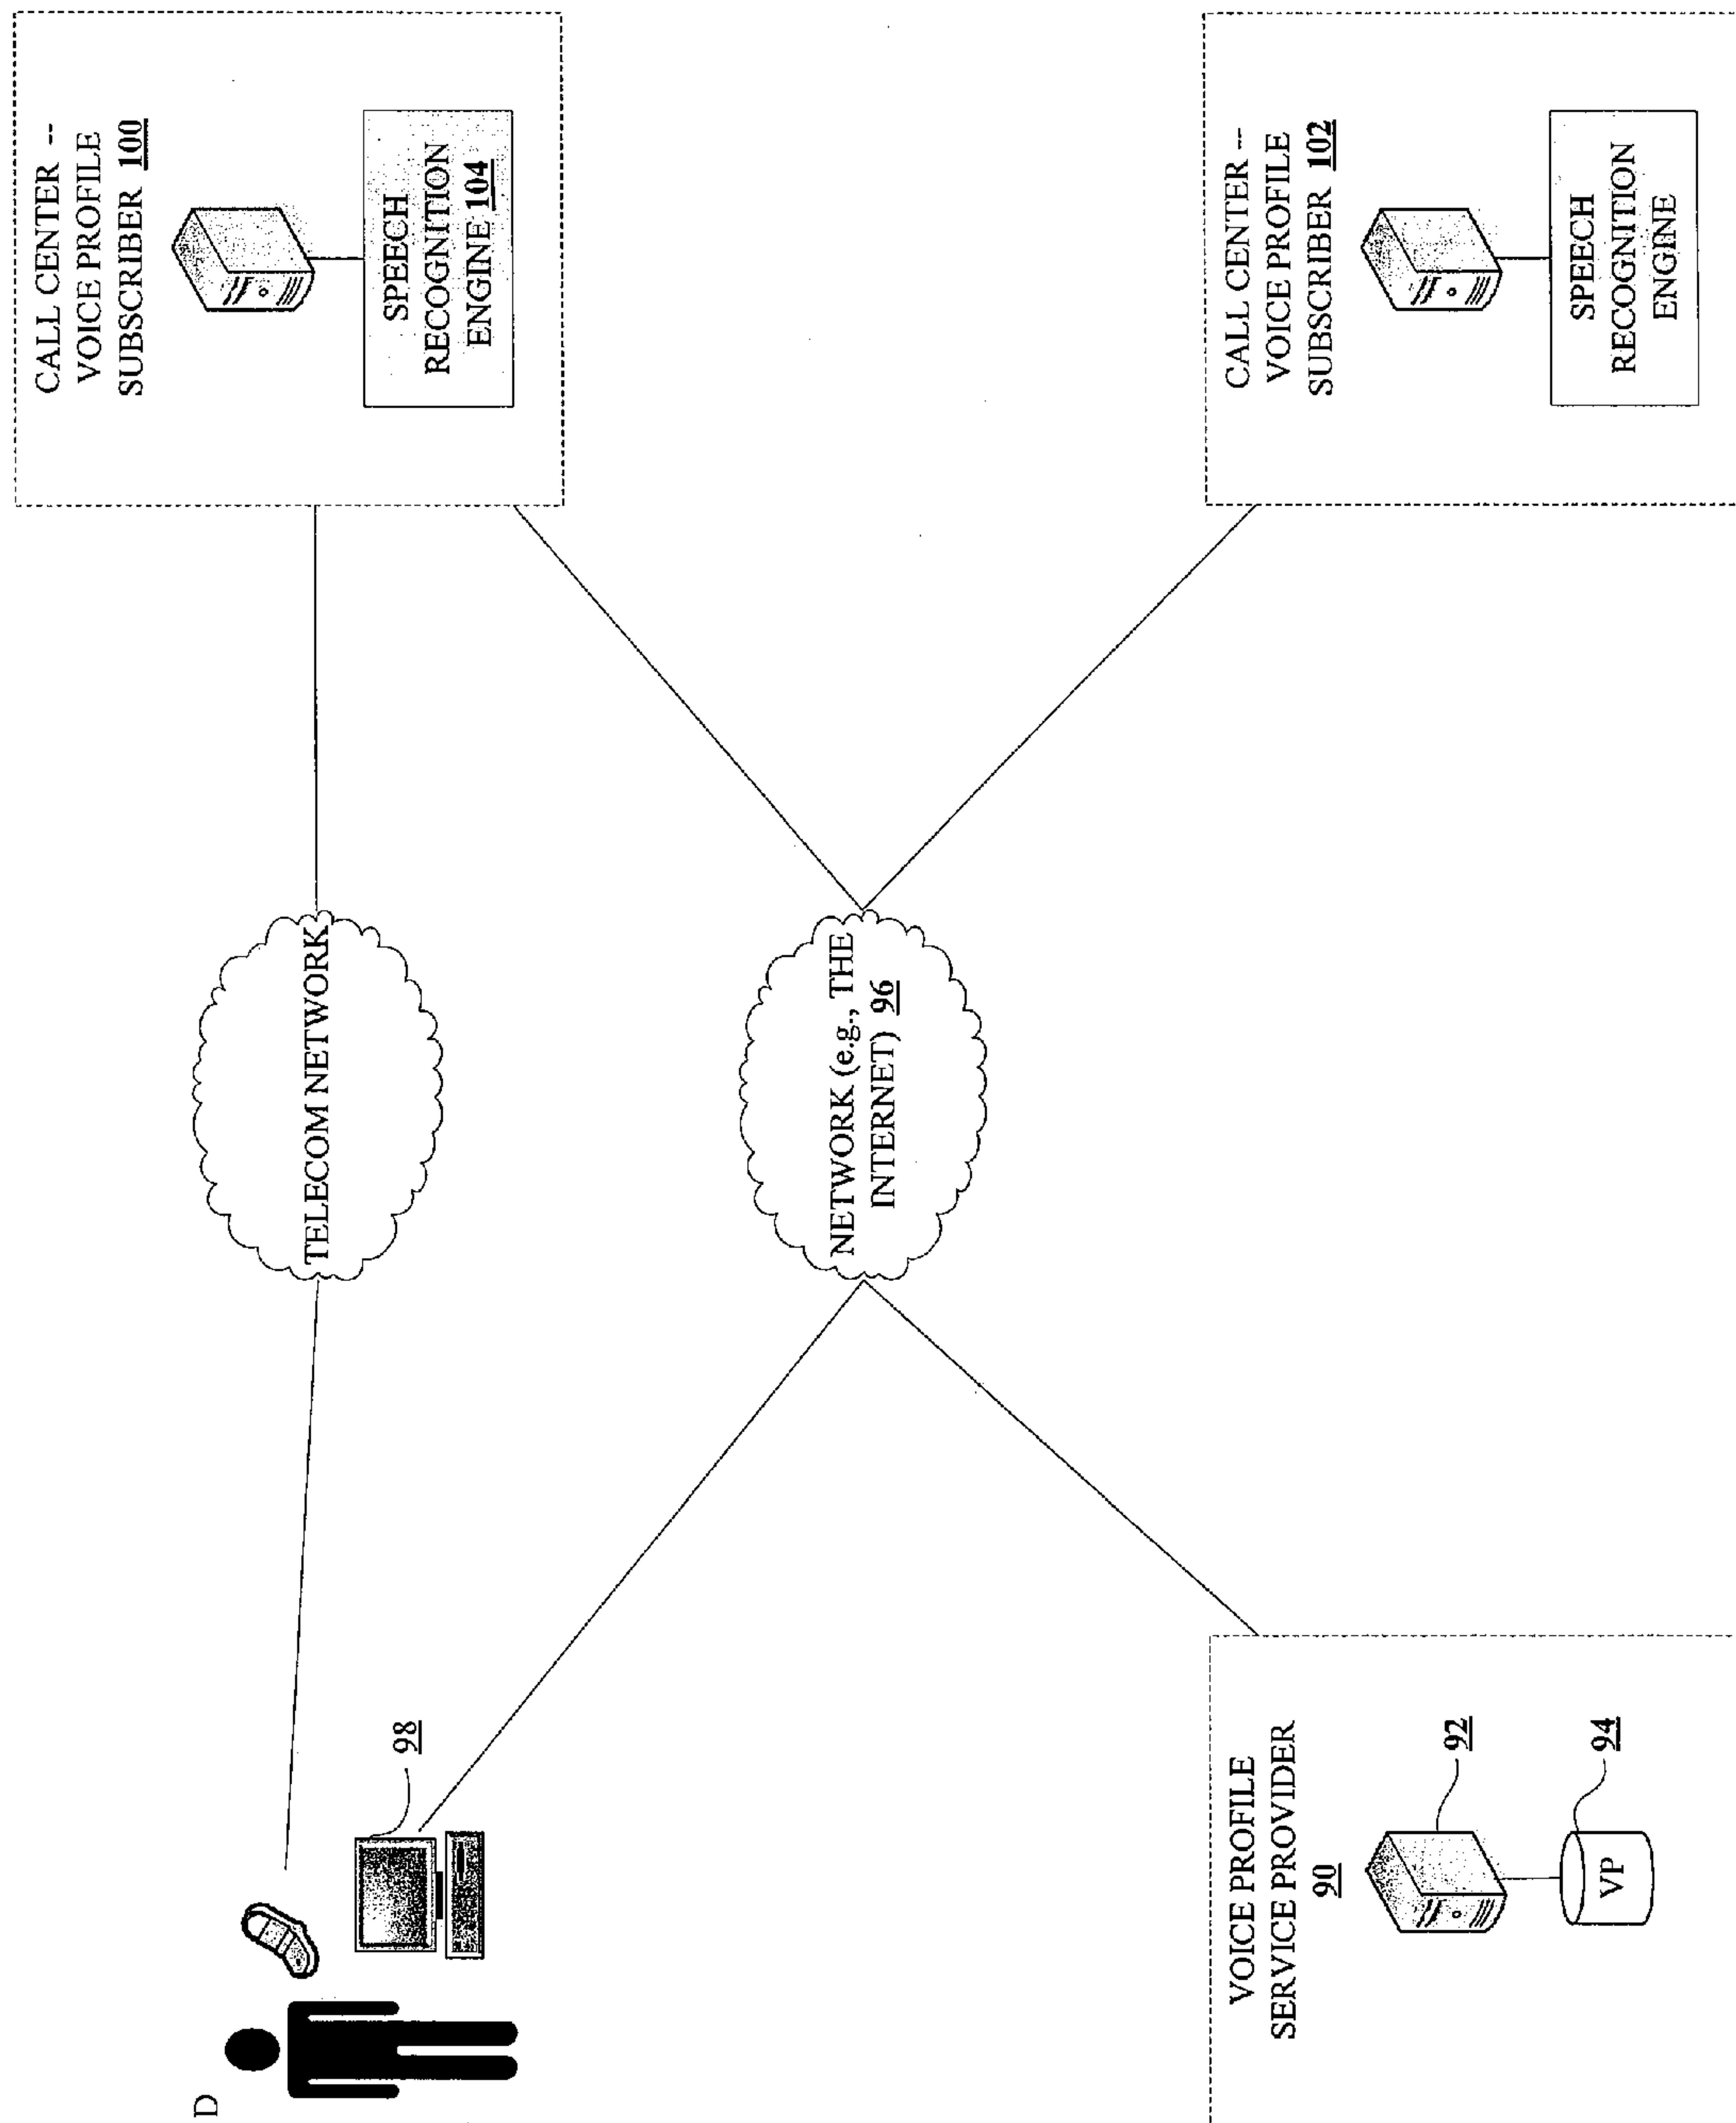 D
98
VOICE PROFILE
SERVICE PROVIDER
90
92
94
VP
TELECOM NETWORK
NETWORK (e.g., THE
INTERNET) 96
CALL CENTER --
VOICE PROFILE
SUBSCRIBER 100
SPEECH
RECOGNITION
ENGINE 104
CALL CENTER --
VOICE PROFILE
SUBSCRIBER 102
SPEECH
RECOGNITION
ENGINE